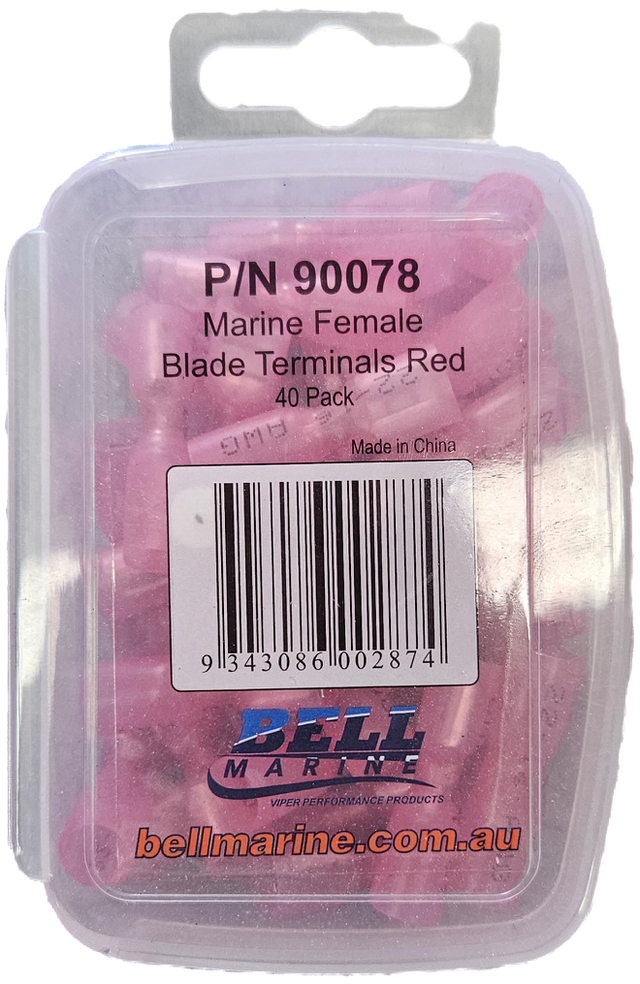 P/N 90078
Marine Female
Blade Terminals Red
40 Pack
Made in China
9 343086 002874
BELL
MARINE
VIPER PERFORMANCE PRODUCTS
bellmarine.com.au